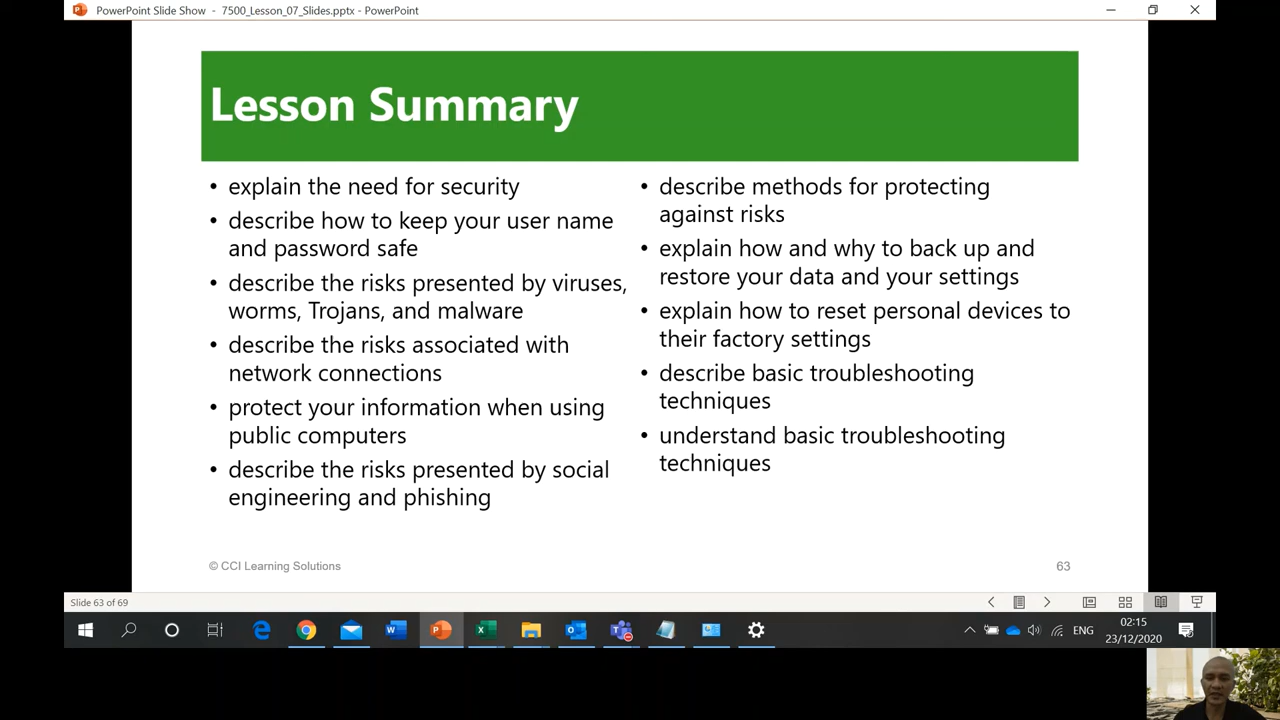 PowerPoint Slide Show - 7500_Lesson_07_Slides.pptx - PowerPoint
Lesson Summary
• explain the need for security
• describe how to keep your user name
and password safe
• describe the risks presented by viruses,
worms, Trojans, and malware
• describe the risks associated with
network connections
• protect your information when using
public computers
• describe the risks presented by social
engineering and phishing
• describe methods for protecting
against risks
• explain how and why to back up and
restore your data and your settings
• explain how to reset personal devices to
their factory settings
• describe basic troubleshooting
techniques
• understand basic troubleshooting
techniques
© CCI Learning Solutions
63
Slide 63 of 69
ENG
02:15
23/12/2020